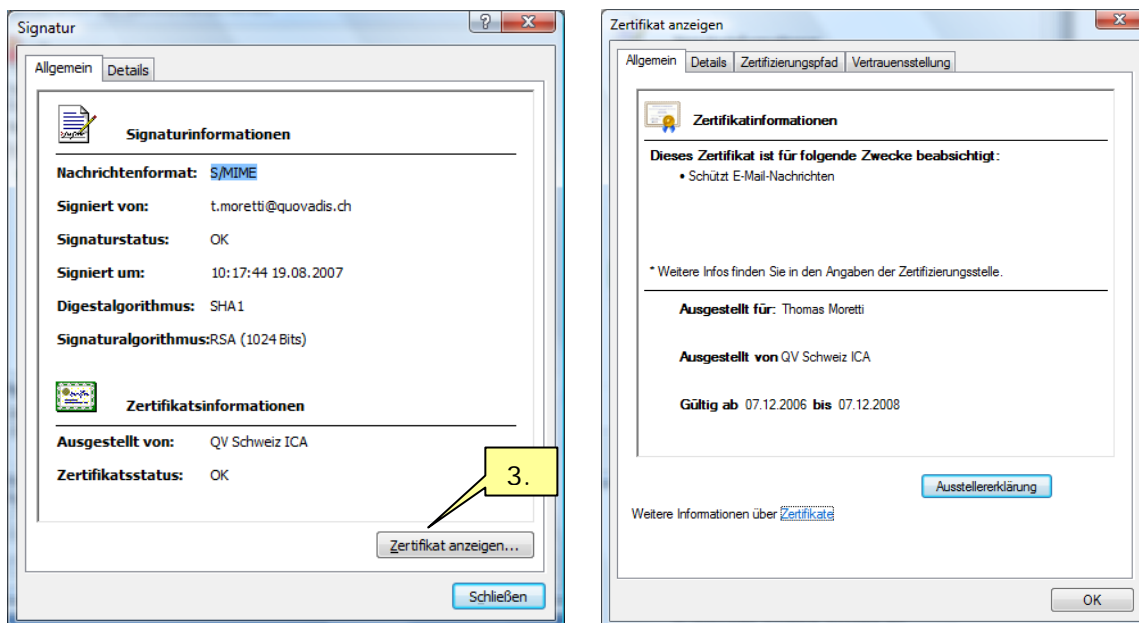 Signatur
Allgemein Details
Signaturinformationen
Nachrichtenformat: S/MIME
Signiert von: t.moretti@quovadis.ch
Signaturstatus: OK
Signiert um: 10:17:44 19.08.2007
Digestalgorithmus: SHA1
Signaturalgorithmus:RSA (1024 Bits)
Zertifikatsinformationen
Ausgestellt von: QV Schweiz ICA
Zertifikatsstatus: OK
3.
Zertifikat anzeigen...
Schließen
Zertifikat anzeigen
Allgemein Details Zertifizierungspfad Vertrauensstellung
Zertifikatinformationen
Dieses Zertifikat ist für folgende Zwecke beabsichtigt:
• Schützt E-Mail-Nachrichten
* Weitere Infos finden Sie in den Angaben der Zertifizierungsstelle.
Ausgestellt für: Thomas Moretti
Ausgestellt von QV Schweiz ICA
Gültig ab 07.12.2006 bis 07.12.2008
Ausstellererklärung
Weitere Informationen über Zertifikate
OK